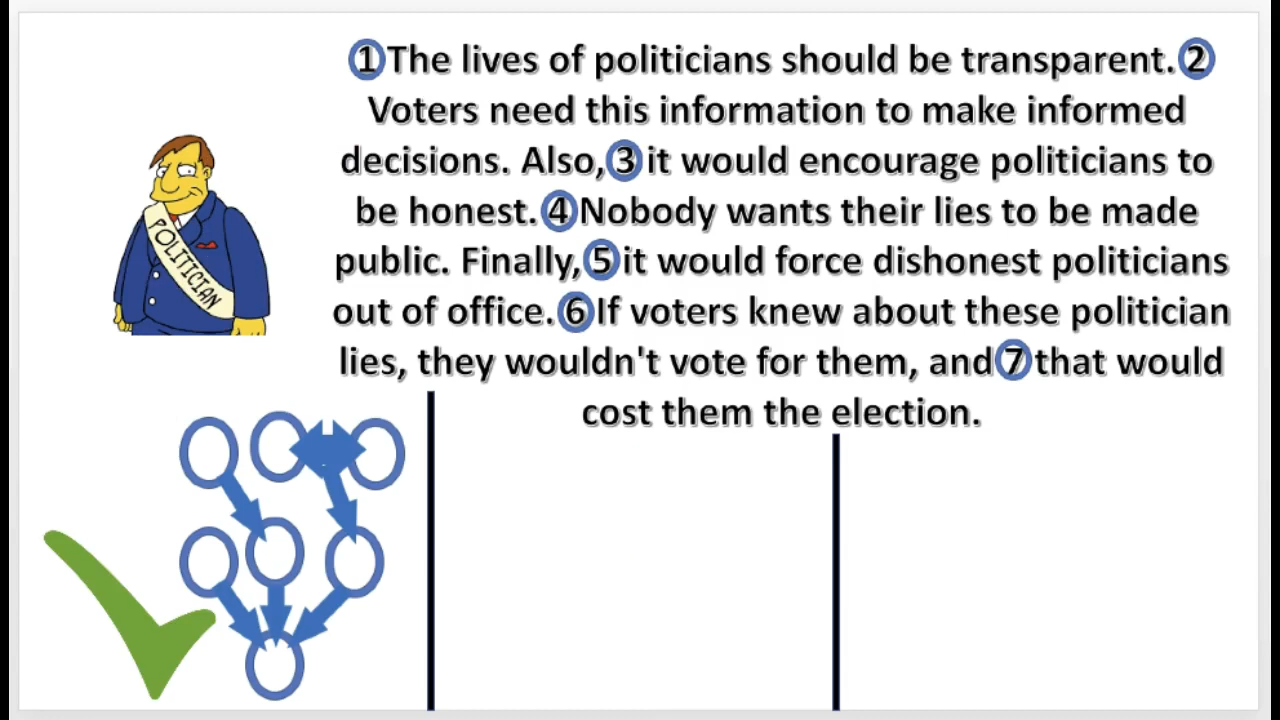 ①The lives of politicians should be transparent.②
Voters need this information to make informed
decisions. Also,③it would encourage politicians to
be honest.④Nobody wants their lies to be made
public. Finally,⑤it would force dishonest politicians
out of office.⑥If voters knew about these politician
lies, they wouldn't vote for them, and⑦that would
cost them the election.
POLITICIAN